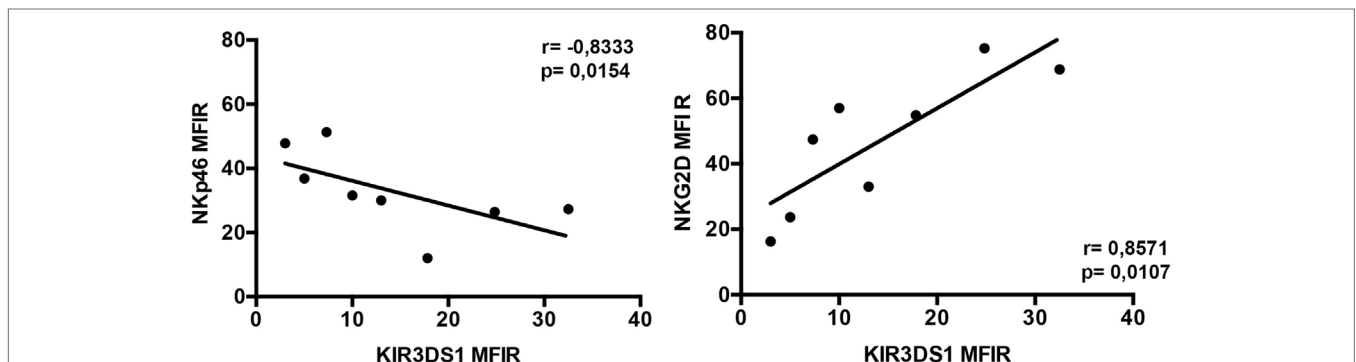 80
60
40
20
0
NKp46 MFIR
r= -0,8333
p= 0,0154
0 10 20 30 40
KIR3DS1 MFIR
80
60
40
20
0
NKG2D MFI R
r= 0,8571
p= 0,0107
0 10 20 30 40
KIR3DS1 MFIR